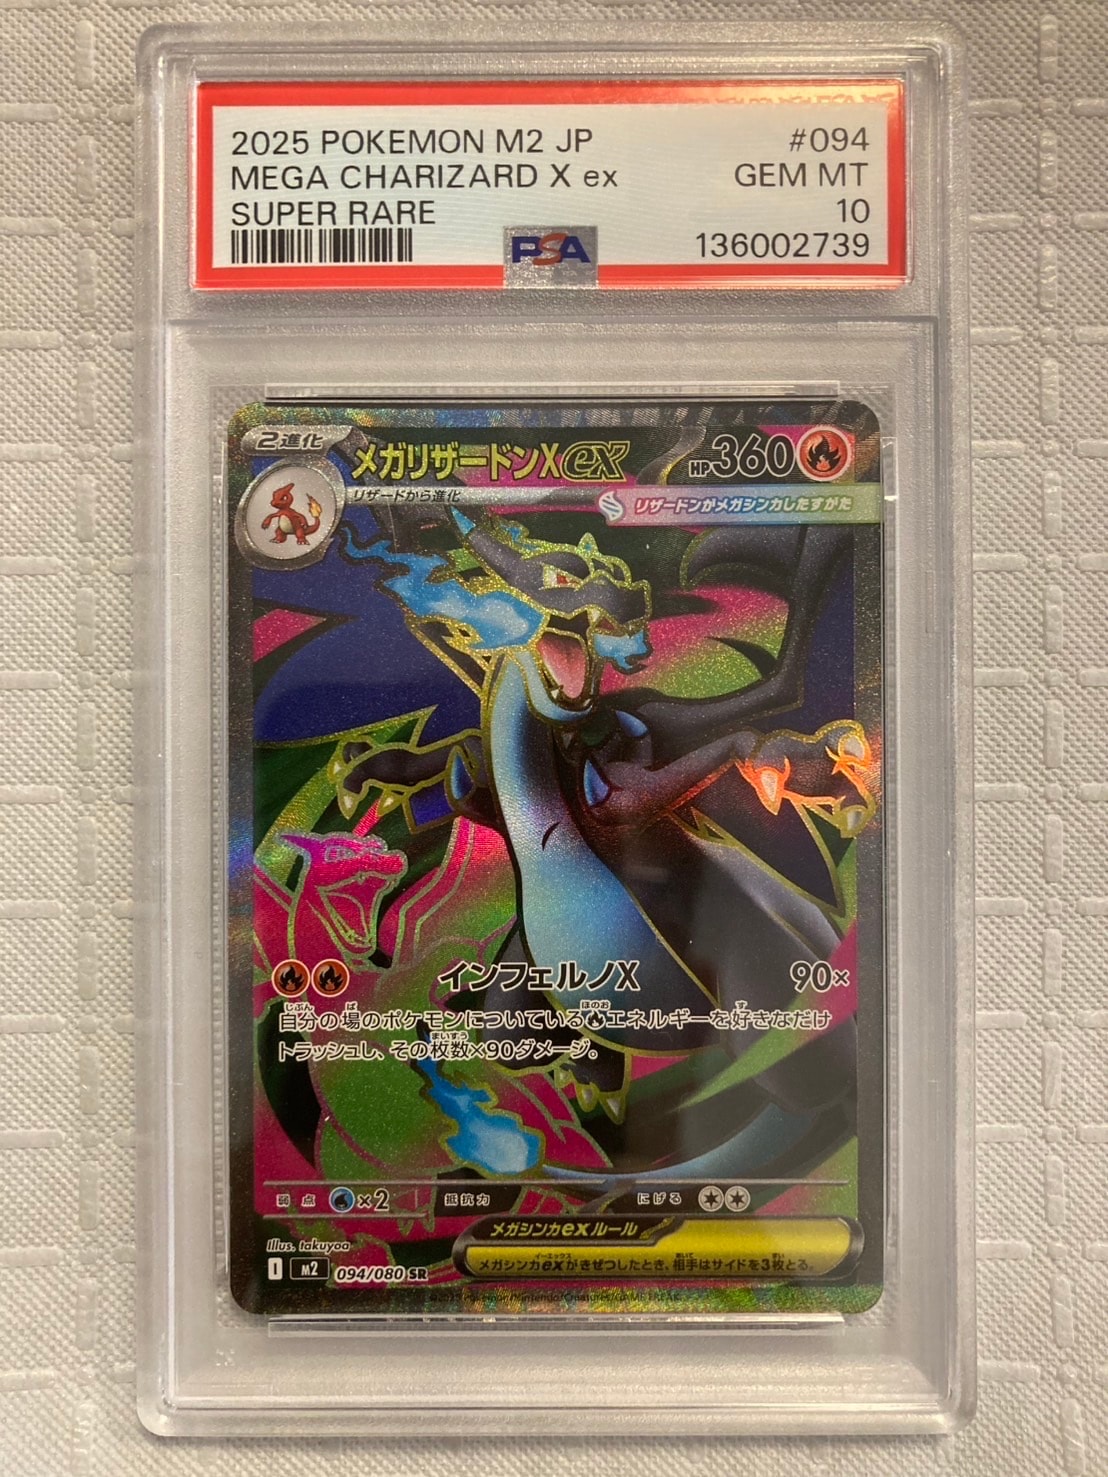 2025 POKEMON M2 JP #094
MEGA CHARIZARD X ex GEM MT
SUPER RARE 10
PSA 136002739
2進化 メガリザードンXex HP360
リザードから進化
リザードンがメガシンカしたすがた
インフェルノX 90×
自分の場のポケモンについているエネルギーを好きなだけ
トラッシュし、その枚数×90ダメージ。
弱点 ×2 抵抗力 にげる
メガシンカexルール
メガシンカexがきぜつしたとき、相手はサイドを3枚とる。
Illus. takuyoa
I M2 094/080 SR
©2025 Pokémon/Nintendo/Creatures/GAME FREAK.